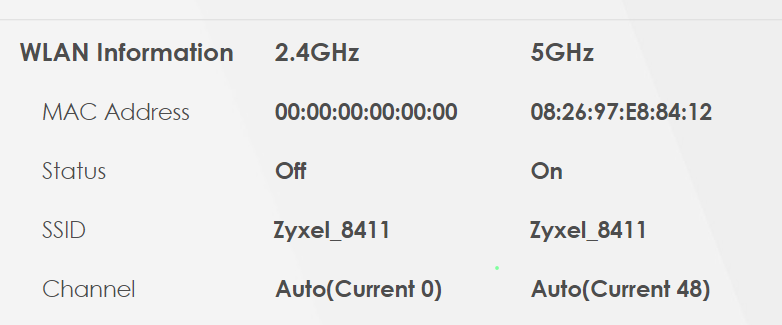 WLAN Information 2.4GHz 5GHz
MAC Address 00:00:00:00:00:00 08:26:97:E8:84:12
Status Off On
SSID Zyxel_8411 Zyxel_8411
Channel Auto(Current 0) Auto(Current 48)